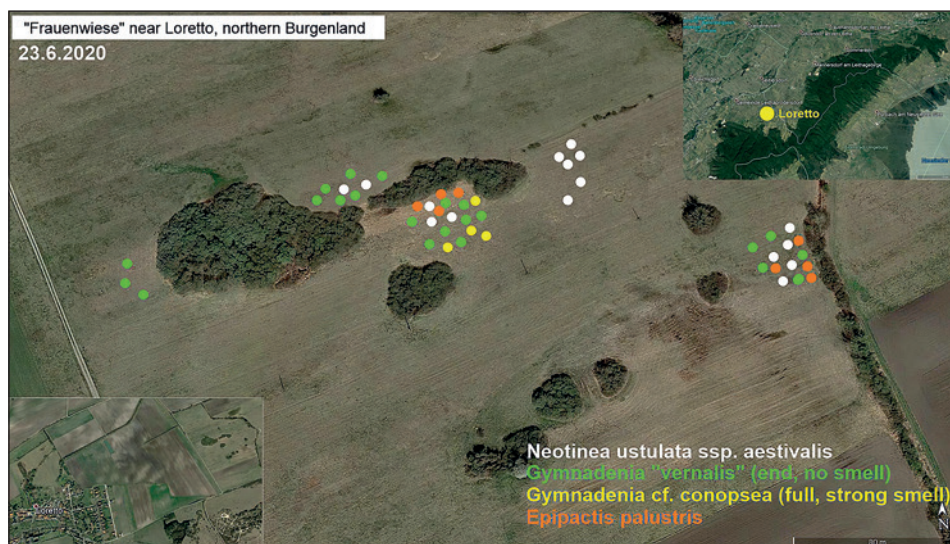 "Frauenwiese" near Loretto, northern Burgenland
23.6.2020
Loretto
Loretto
Neotinea ustulata ssp. aestivalis
Gymnadenia "vernalis" (end, no smell)
Gymnadenia cf. conopsea (full, strong smell)
Epipactis palustris
N